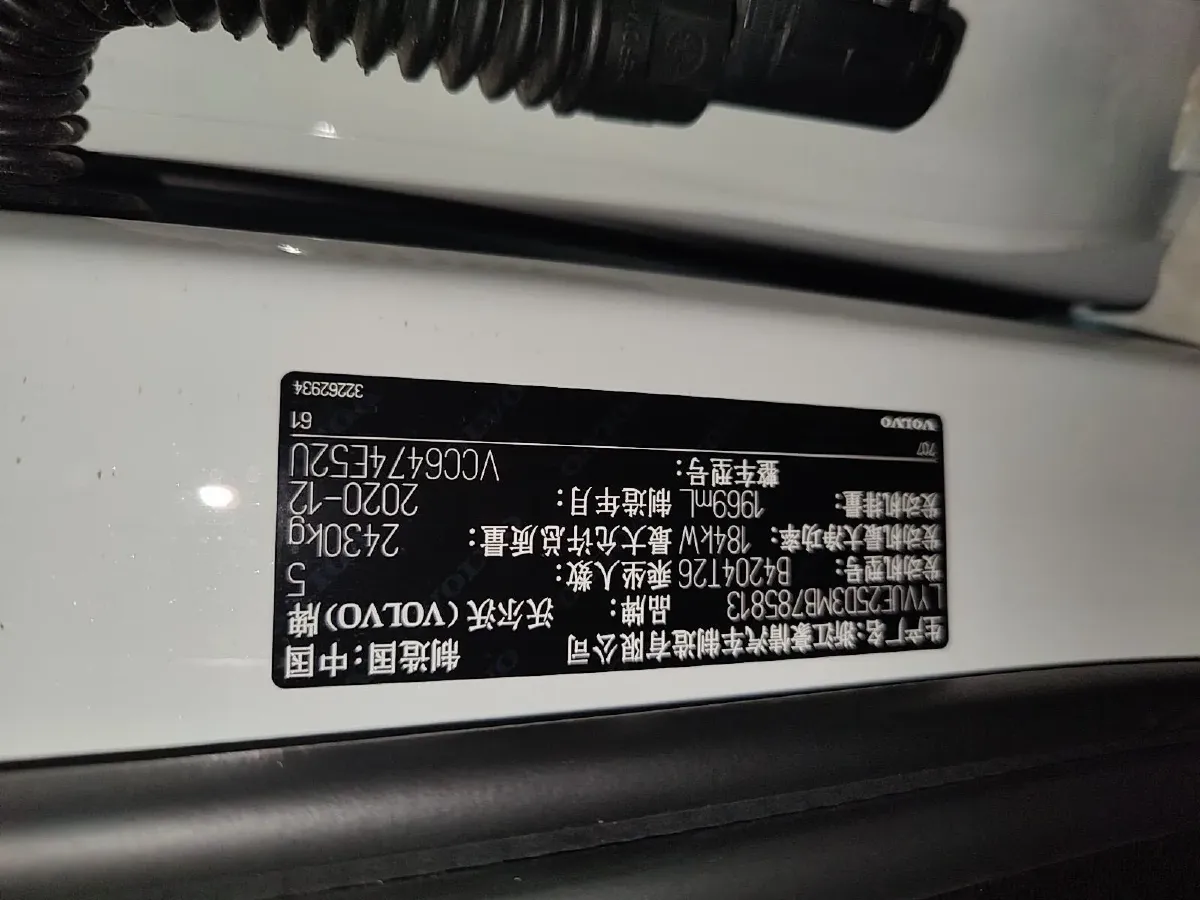 生产厂名:浙江豪情汽车制造有限公司 制造国:中国
LYVUE25D3MB785813 品牌: 沃尔沃(VOLVO)牌
发动机型号: B4204T26 乘坐人数: 5
发动机最大净功率: 184kW 最大允许总质量: 2430kg
发动机排量: 1969mL 制造年月: 2020-12
整车型号: VCC6474E52U
707 61
VOLVO 32262934